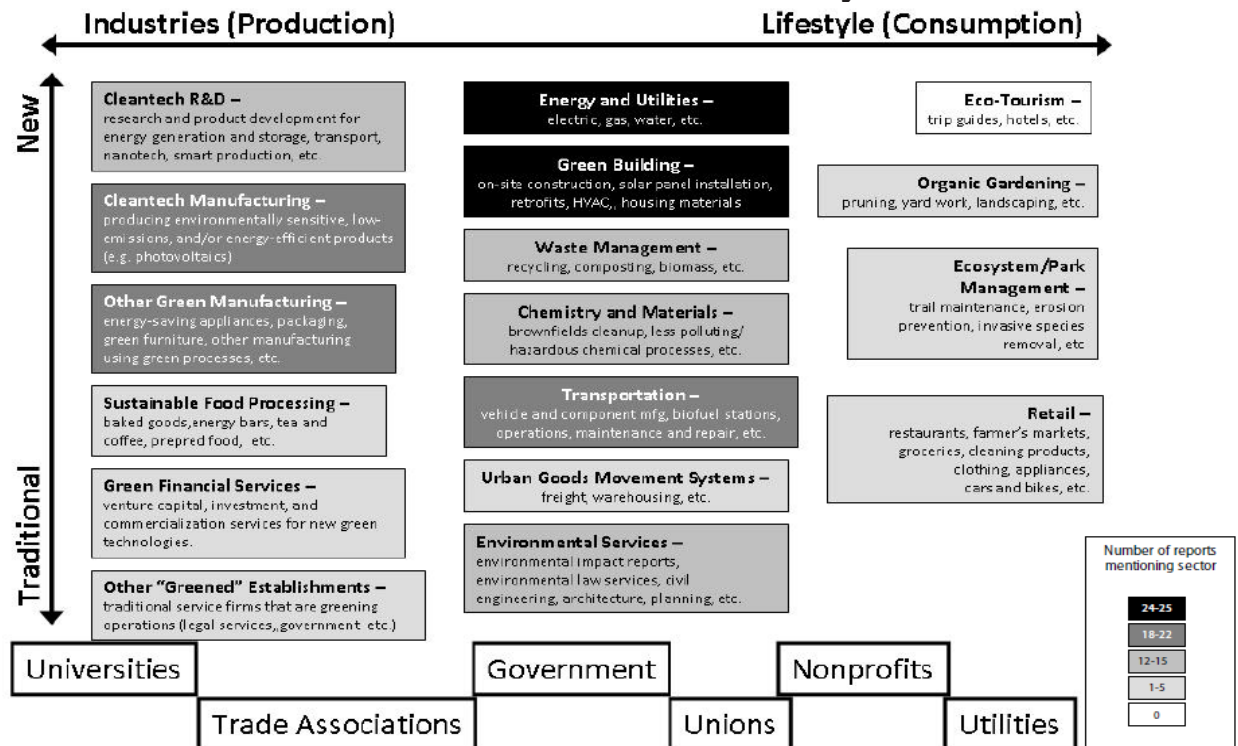 Industries (Production)
Lifestyle (Consumption)
New
Traditional
Cleantech R&D –
research and product development for
energy generation and storage, transport,
nanotech, smart production, etc.
Cleantech Manufacturing –
producing environmentally sensitive, low-
emissions, and/or energy-efficient products
(e.g. photovoltaics)
Other Green Manufacturing –
energy-saving appliances, packaging,
green furniture, other manufacturing
using green processes, etc.
Sustainable Food Processing –
baked goods,energy bars, tea and
coffee, prepred food, etc.
Green Financial Services –
venture capital, investment, and
commercialization services for new green
technologies.
Other “Greened” Establishments –
traditional service firms that are greening
operations (legal services,,government etc.)
Energy and Utilities –
electric, gas, water, etc.
Green Building –
on-site construction, solar panel installation,
retrofits, HVAC,, housing materials
Waste Management –
recycling, composting, biomass, etc.
Chemistry and Materials –
brownfields cleanup, less polluting/
hazardous chemical processes, etc.
Transportation –
vehicle and component mfg, biofuel stations,
operations, maintenance and repair, etc.
Urban Goods Movement Systems –
freight, warehousing, etc.
Environmental Services –
environmental impact reports,
environmental law services, civil
engineering, architecture, planning, etc.
Eco-Tourism –
trip guides, hotels, etc.
Organic Gardening –
pruning, yard work, landscaping, etc.
Ecosystem/Park
Management –
trail maintenance, erosion
prevention, invasive species
removal, etc
Retail –
restaurants, farmer’s markets,
groceries, cleaning products,
clothing, appliances,
cars and bikes, etc.
Number of reports
mentioning sector
24-25
18-22
12-15
1-5
0
Universities
Trade Associations
Government
Unions
Nonprofits
Utilities